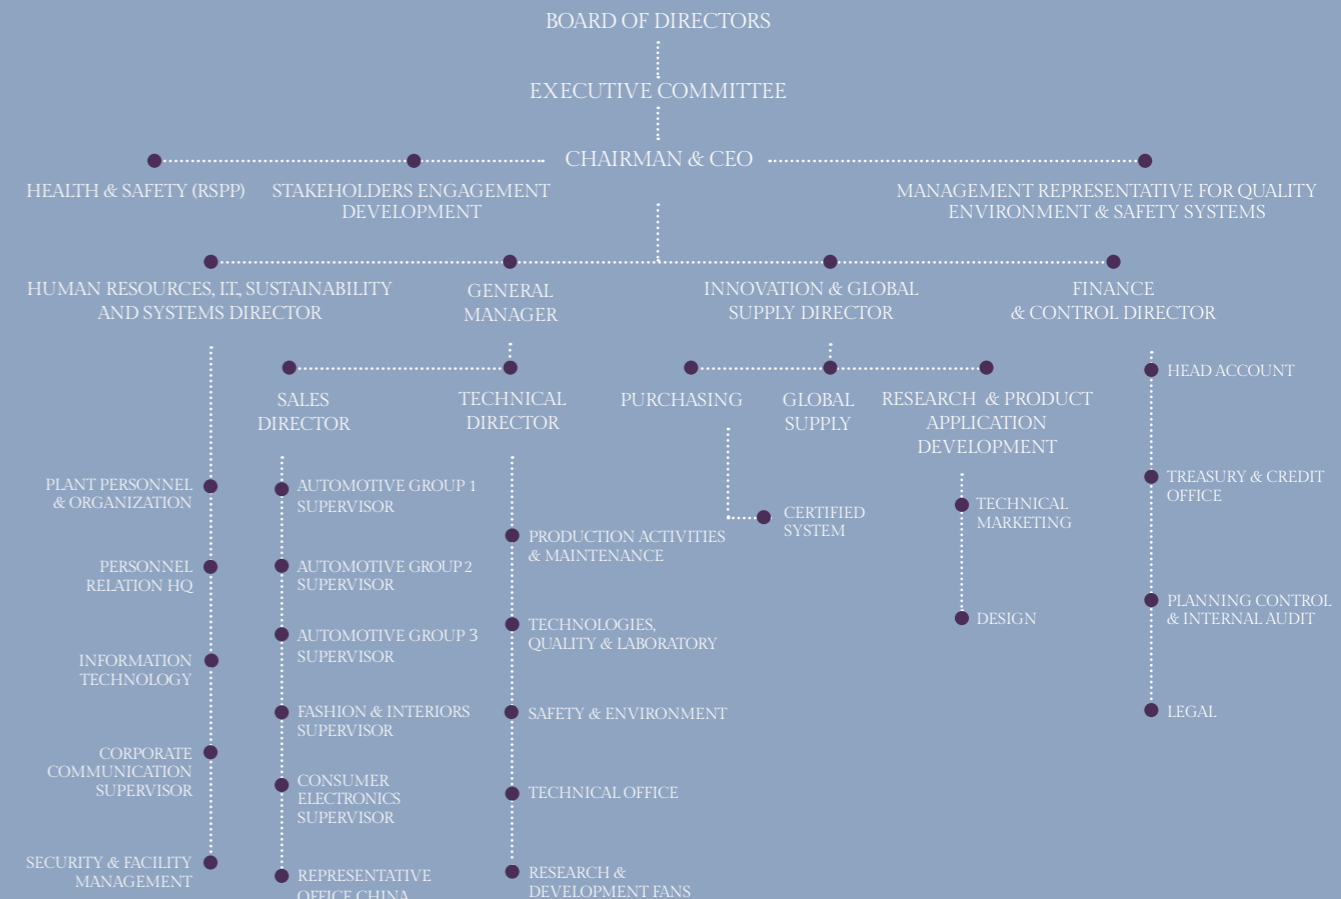 BOARD OF DIRECTORS
EXECUTIVE COMMITTEE
CHAIRMAN & CEO
HEALTH & SAFETY (RSPP)
STAKEHOLDERS ENGAGEMENT
DEVELOPMENT
MANAGEMENT REPRESENTATIVE FOR QUALITY
ENVIRONMENT & SAFETY SYSTEMS
HUMAN RESOURCES, IT, SUSTAINABILITY
AND SYSTEMS DIRECTOR
GENERAL
MANAGER
INNOVATION & GLOBAL
SUPPLY DIRECTOR
FINANCE
& CONTROL DIRECTOR
SALES
DIRECTOR
TECHNICAL
DIRECTOR
PURCHASING
GLOBAL
SUPPLY
RESEARCH & PRODUCT
APPLICATION
DEVELOPMENT
PLANT PERSONNEL
& ORGANIZATION
PERSONNEL
RELATION HQ
INFORMATION
TECHNOLOGY
CORPORATE
COMMUNICATION
SUPERVISOR
SECURITY & FACILITY
MANAGEMENT
AUTOMOTIVE GROUP 1
SUPERVISOR
AUTOMOTIVE GROUP 2
SUPERVISOR
AUTOMOTIVE GROUP 3
SUPERVISOR
FASHION & INTERIORS
SUPERVISOR
CONSUMER
ELECTRONICS
SUPERVISOR
REPRESENTATIVE
OFFICE CHINA
PRODUCTION ACTIVITIES
& MAINTENANCE
TECHNOLOGIES,
QUALITY & LABORATORY
SAFETY & ENVIRONMENT
TECHNICAL OFFICE
RESEARCH &
DEVELOPMENT FANS
CERTIFIED
SYSTEM
TECHNICAL
MARKETING
DESIGN
HEAD ACCOUNT
TREASURY & CREDIT
OFFICE
PLANNING CONTROL
& INTERNAL AUDIT
LEGAL